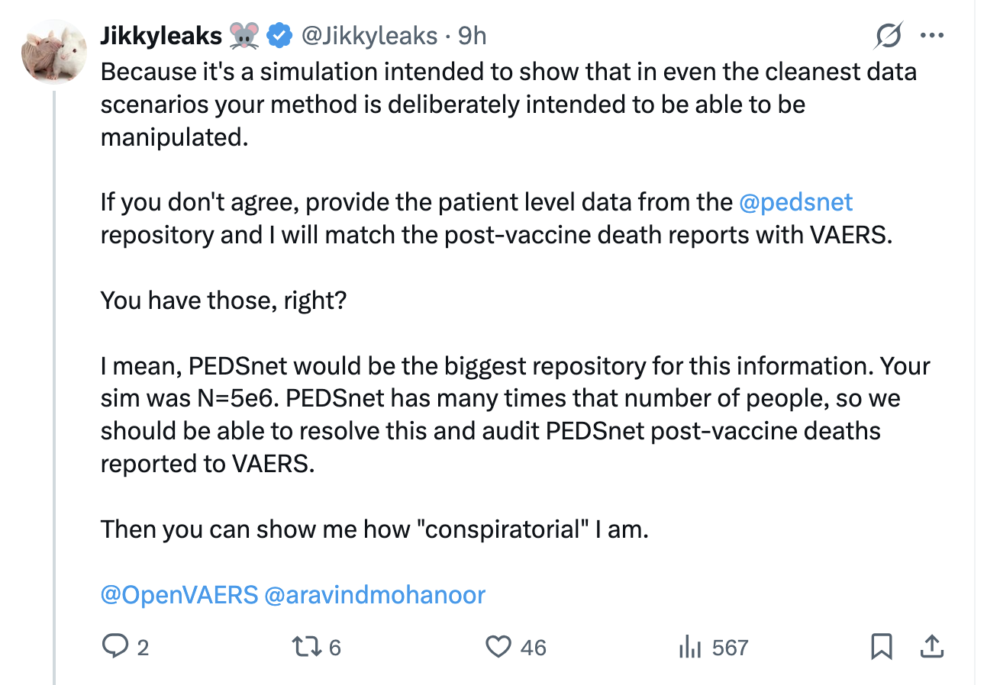 Jikkyleaks 🐭 @Jikkyleaks · 9h
Because it's a simulation intended to show that in even the cleanest data
scenarios your method is deliberately intended to be able to be
manipulated.
If you don't agree, provide the patient level data from the @pedsnet
repository and I will match the post-vaccine death reports with VAERS.
You have those, right?
I mean, PEDSnet would be the biggest repository for this information. Your
sim was N=5e6. PEDSnet has many times that number of people, so we
should be able to resolve this and audit PEDSnet post-vaccine deaths
reported to VAERS.
Then you can show me how "conspiratorial" I am.
@OpenVAERS @aravindmohanoor
2 6 46 567